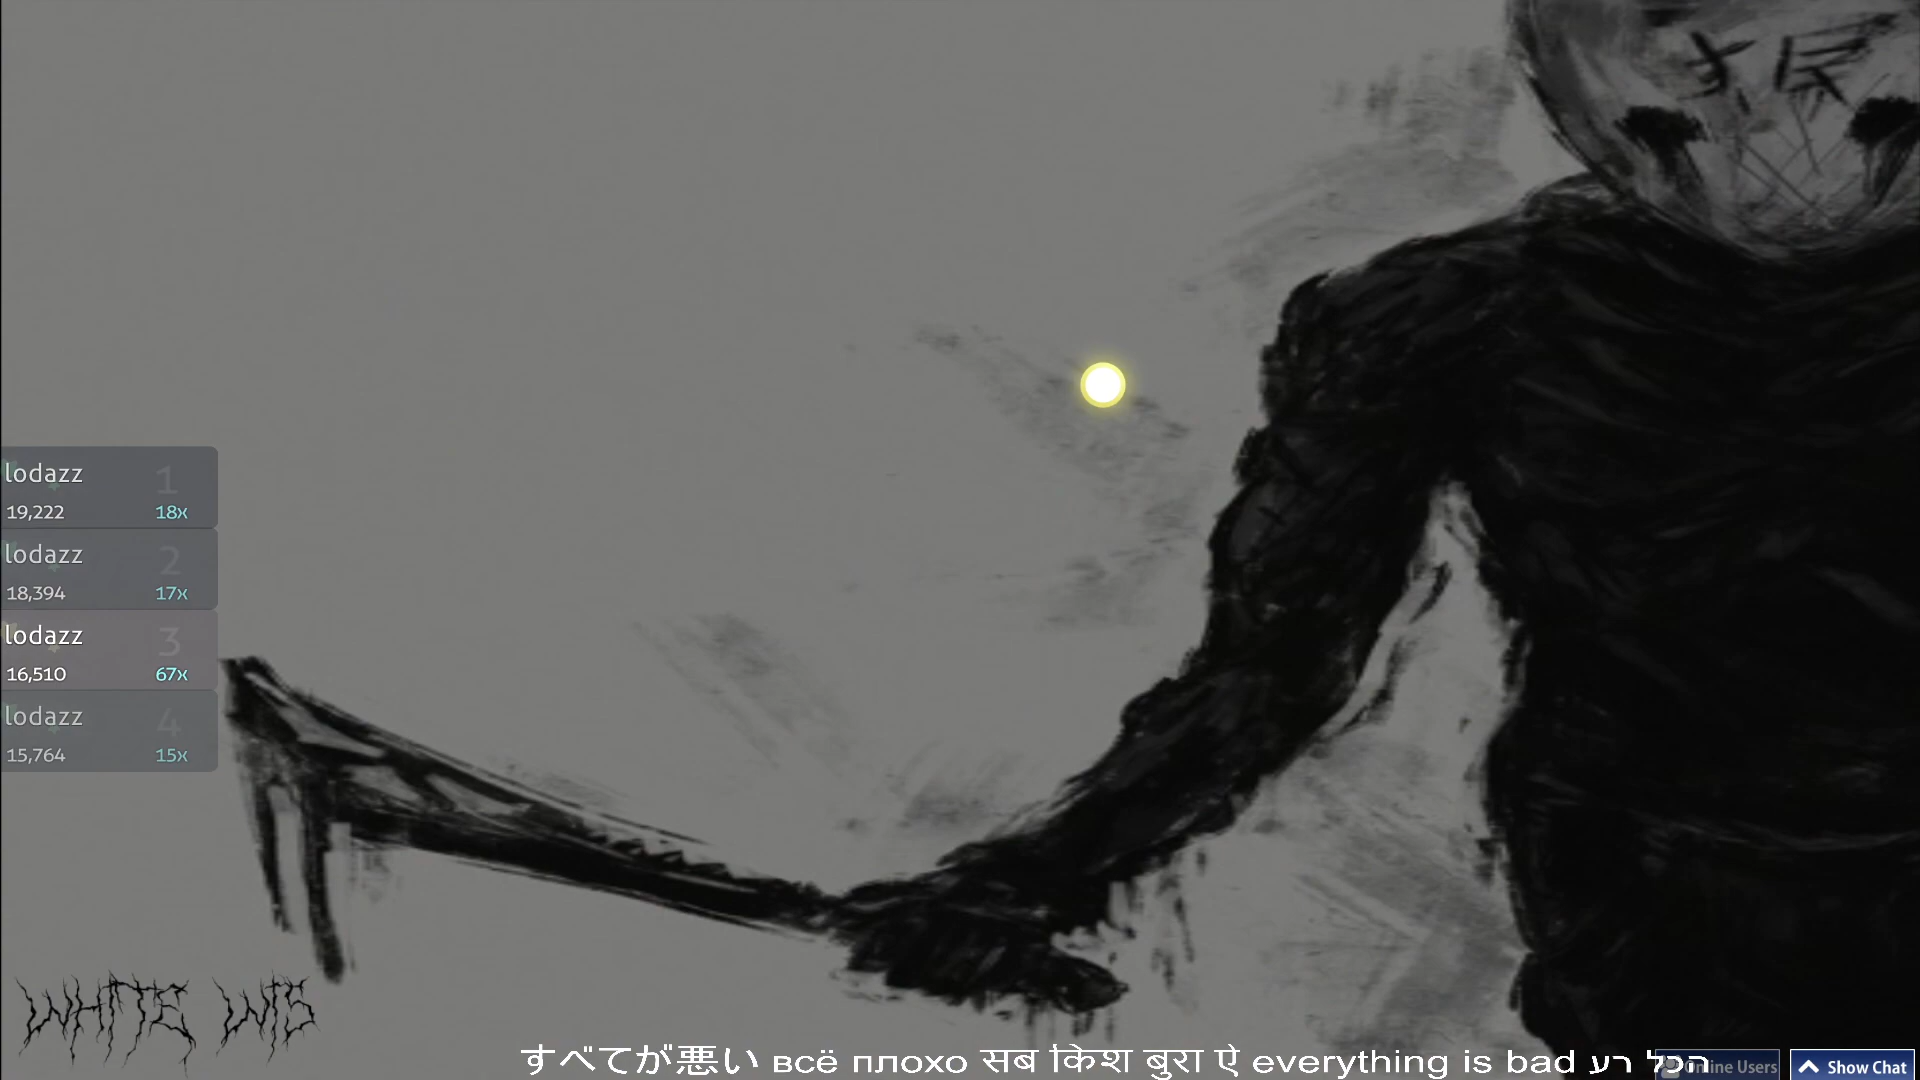 lodazz 1
19,222 18x
lodazz 2
18,394 17x
lodazz 3
16,510 67x
lodazz 4
15,764 15x
WHITE WIS
すべてが悪い всё плохо सब किश बुरा ऐ everything is bad הכל רע
Online Users
Show Chat